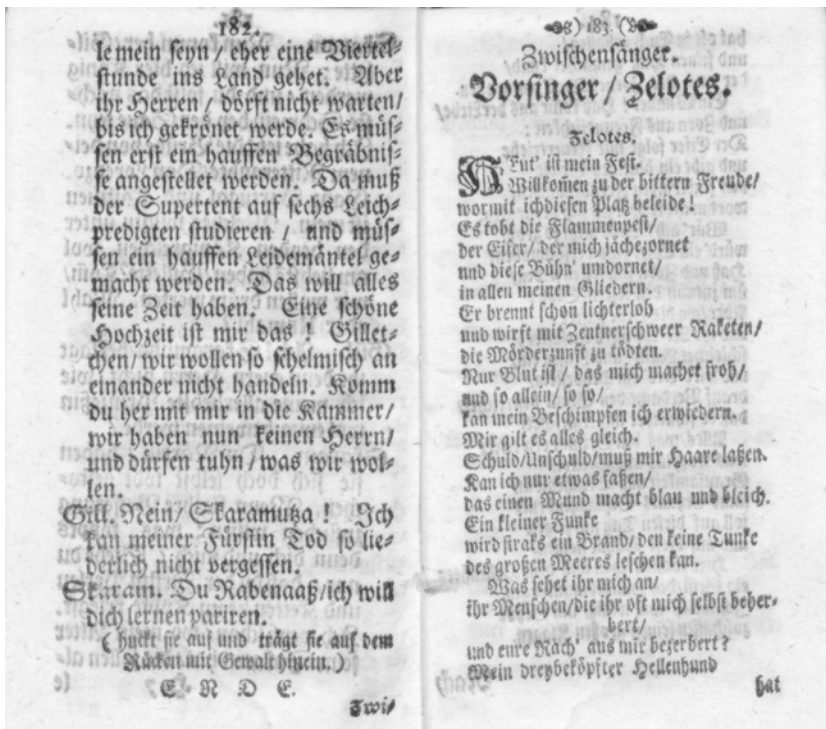 182.
le mein seyn / eher eine Viertel⸗
stunde ins Land gehet. Aber
ihr Herren / dörft nicht warten/
bis ich gekrönet werde. Es müs⸗
sen erst ein hauffen Begräbnis⸗
se angestellet werden. Da muß
der Supertent auf sechs Leich⸗
predigten studieren / und müs⸗
sen ein hauffen Leidemäntel ge⸗
macht werden. Das will alles
seine Zeit haben. Eine schöne
Hochzeit ist mir das ! Gillet⸗
chen/ wir wollen so schelmisch an
einander nicht handeln. Komm
du her mit mir in die Kammer/
wir haben nun keinen Herrn/
und dürfen tuhn / was wir wol⸗
len.
Gill. Nein/ Skaramutza ! Ich
kan meiner Fürstin Tod so lie⸗
derlich nicht vergessen.
Skaram. Du Rabenaaß/ich will
dich lernen pariren.
( huckt sie auf und trägt sie auf dem
Rücken mit Gewalt hinein. )
E. N D E.
Zwi⸗
) 183. (
Zwischensänger.
Vorsinger / Zelotes.
Zelotes.
HEut' ist mein Fest.
Willkom̃en zu der bittern Freude/
wormit ich diesen Platz beleide !
Es tobt die Flammenpest/
der Eifer/ der mich jächezornet
und diese Bühn' umdornet/
in allen meinen Gliedern.
Er brennt schon lichterlob
uud wirft mit Zentnerschweer Raketen/
die Mörderzunft zu tödten.
Nur Blut ist / das mich machet froh/
uud so allein/ so so/
kan mein Beschimpfen ich erwiedern.
Mir gilt es alles gleich.
Schuld/Unschuld/muß mir Haare laßen.
Kan ich nur etwas faßen/
das einen Mund macht blau und bleich.
Ein kleiner Funke
wird straks ein Brand/ den keine Tunke
des großen Meeres leschen kan.
Was sehet ihr mich an/
ihr Menschen/die ihr oft mich selbst beher⸗
bert/
und eure Rach' aus mir bezerbert ?
Mein dreybeköpfter Hellenhund
hat